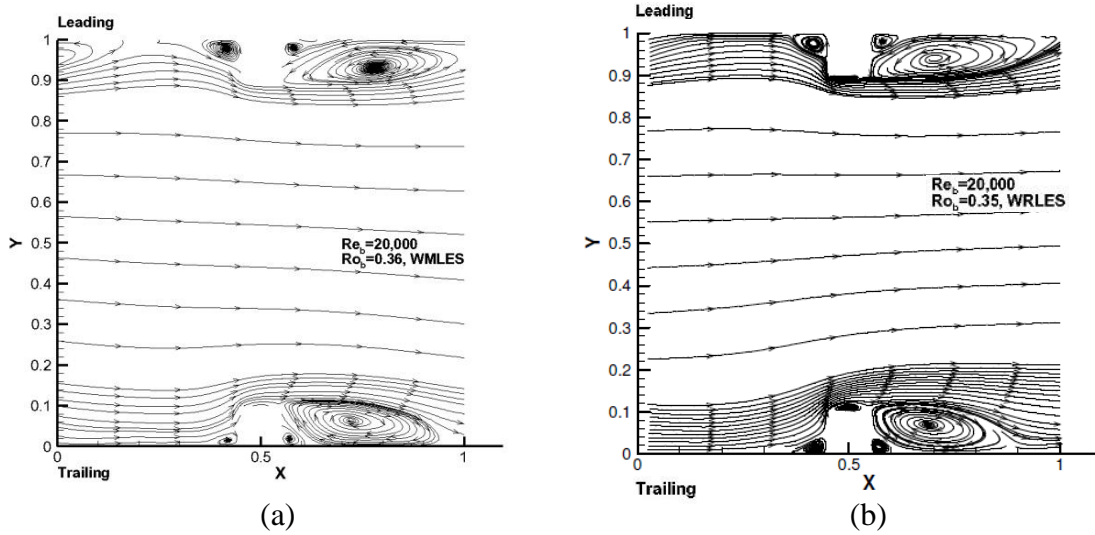 Leading
1
0.9
0.8
0.7
0.6
0.5
0.4
0.3
0.2
0.1
0
Y
Re_b=20,000
Ro_b=0.36, WMLES
0.5
1
X
Trailing
(a)
Leading
1
0.9
0.8
0.7
0.6
0.5
0.4
0.3
0.2
0.1
0
Y
Re_b=20,000
Ro_b=0.35, WRLES
0
0.5
1
X
Trailing
(b)